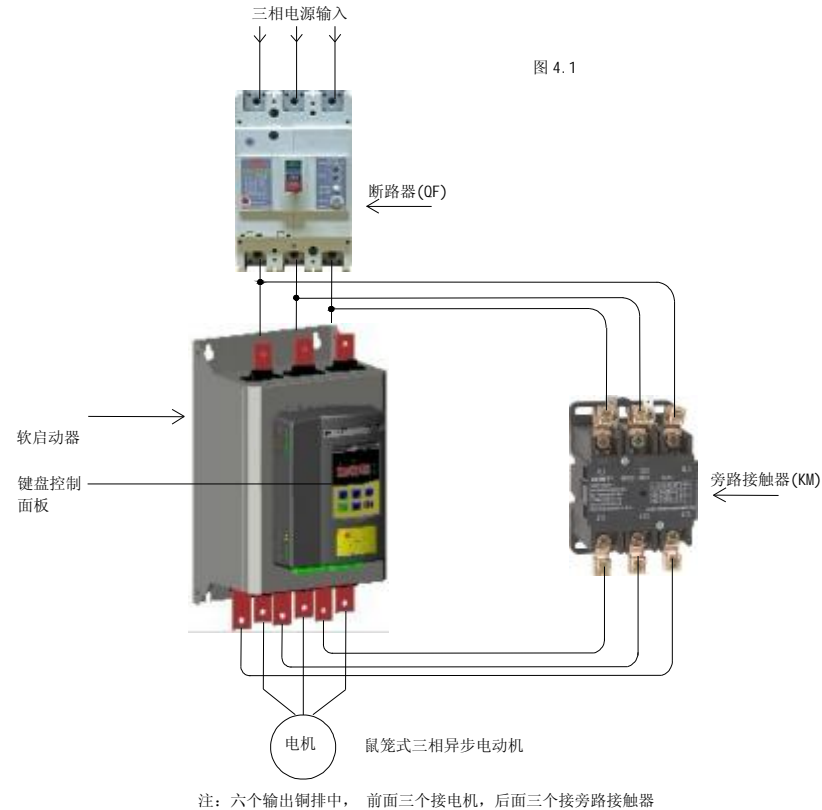 三相电源输入
图 4.1
断路器(QF)
软启动器
键盘控制
面板
旁路接触器(KM)
电机
鼠笼式三相异步电动机
注：六个输出铜排中， 前面三个接电机，后面三个接旁路接触器